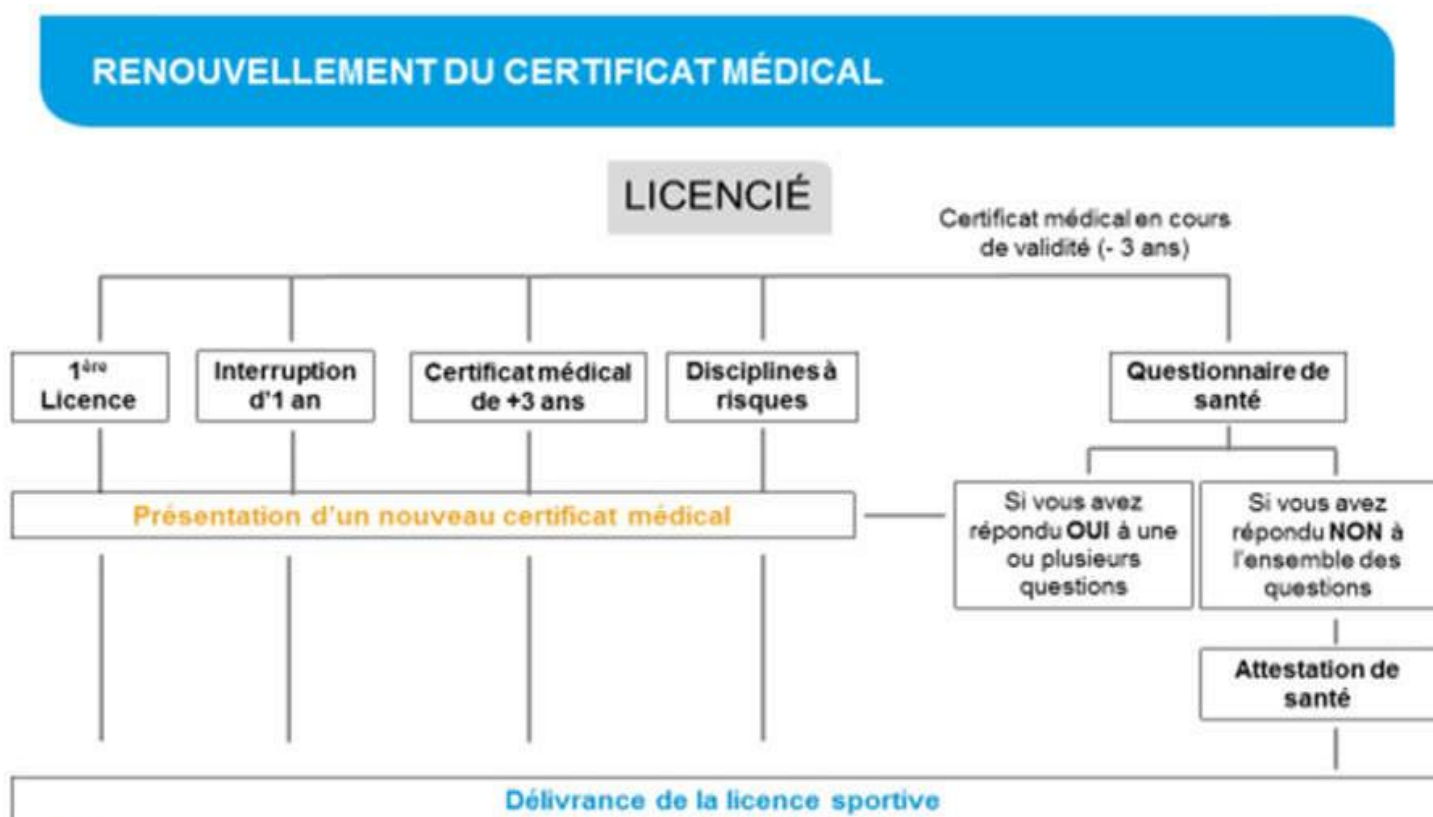 RENOUVELLEMENT DU CERTIFICAT MÉDICAL
LICENCIÉ
Certificat médical en cours
de validité (- 3 ans)
1ère
Licence
Interruption
d'1 an
Certificat médical
de +3 ans
Disciplines à
risques
Questionnaire de
santé
Présentation d'un nouveau certificat médical
Si vous avez
répondu OUI à une
ou plusieurs
questions
Si vous avez
répondu NON à
l'ensemble des
questions
Attestation de
santé
Délivrance de la licence sportive